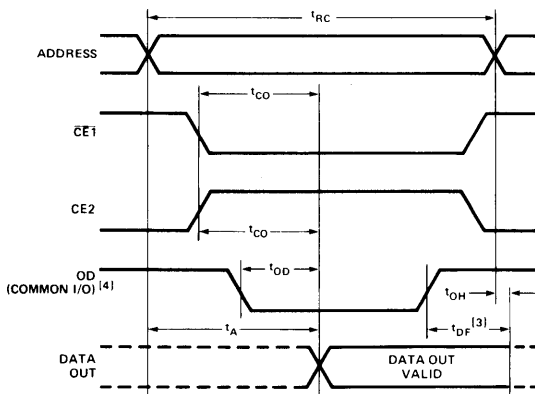 tRC
ADDRESS
tCO
CE1
CE2
tCO
OD
(COMMON I/O) [4]
tOD
tOH
tA
tDF [3]
DATA
OUT
DATA OUT
VALID